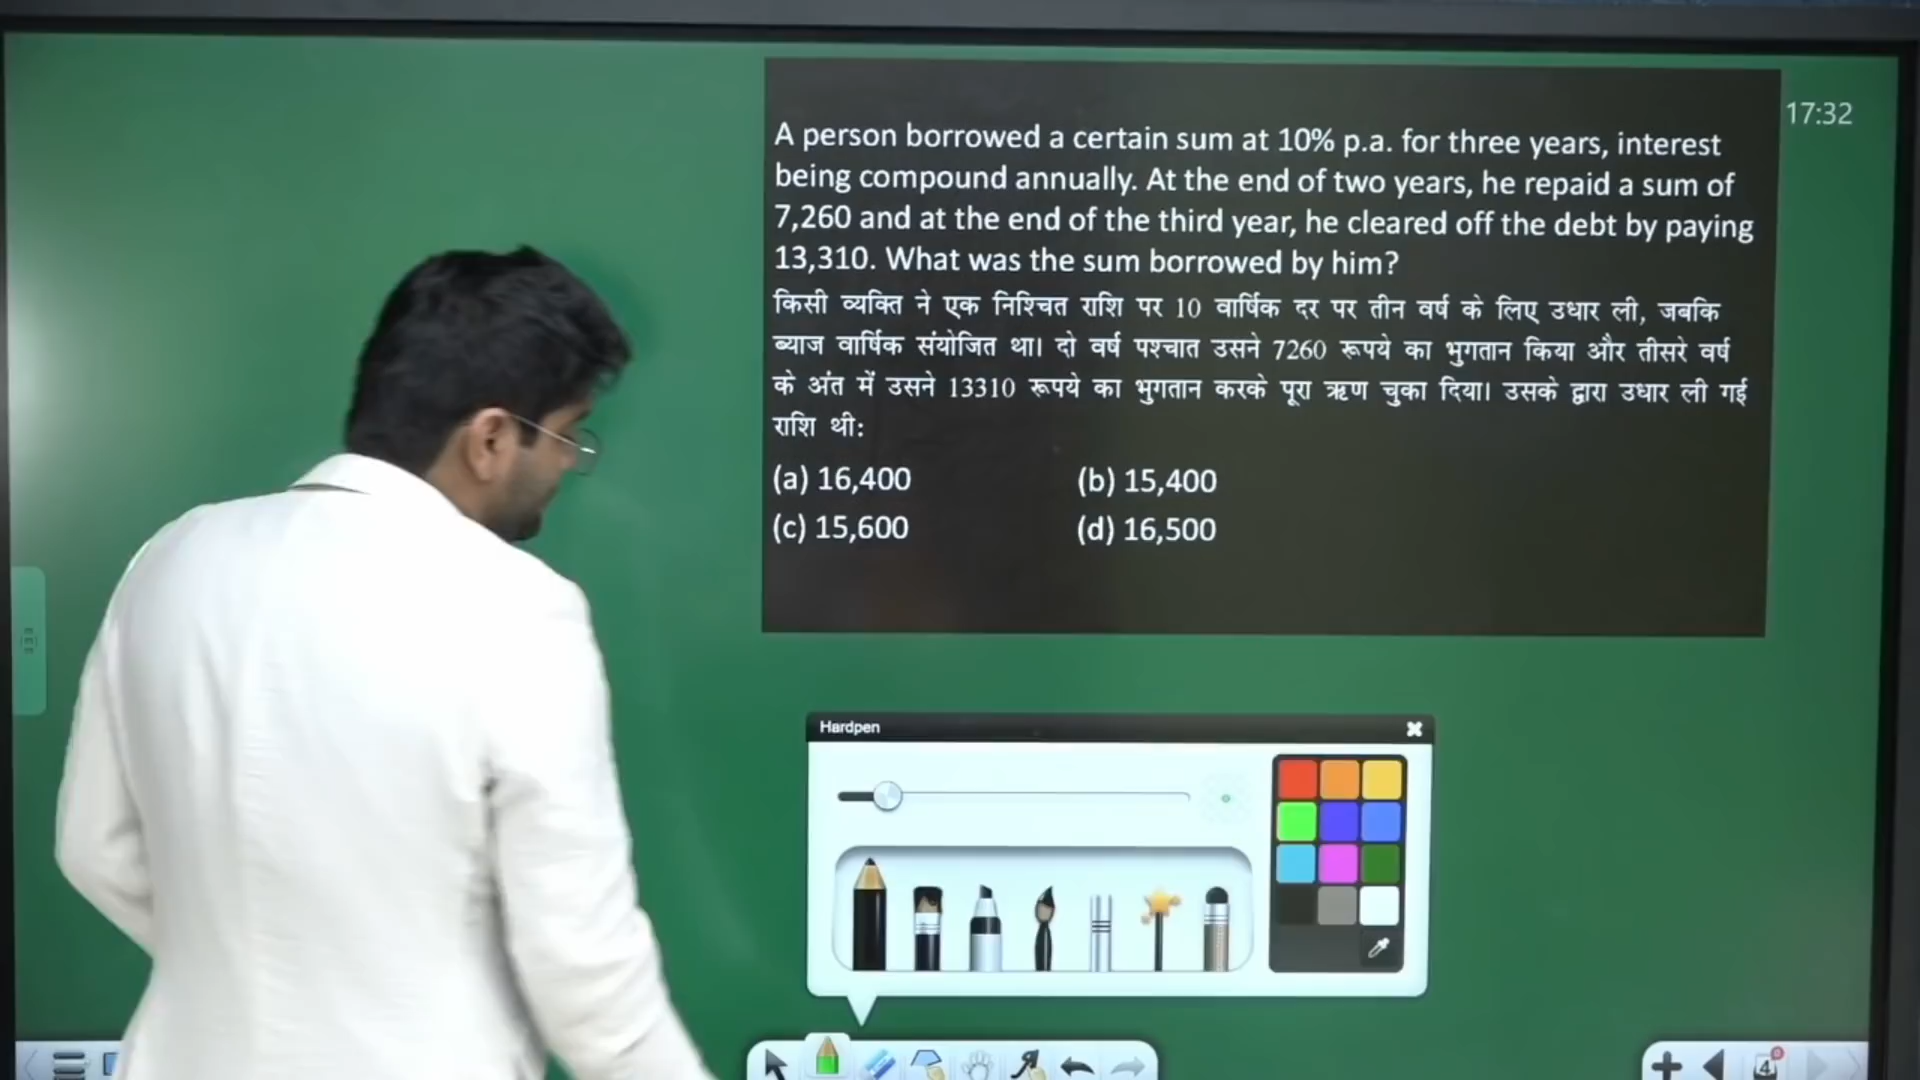 17:32
A person borrowed a certain sum at 10% p.a. for three years, interest
being compound annually. At the end of two years, he repaid a sum of
7,260 and at the end of the third year, he cleared off the debt by paying
13,310. What was the sum borrowed by him?
किसी व्यक्ति ने एक निश्चित राशि पर 10 वार्षिक दर पर तीन वर्ष के लिए उधार ली, जबकि
ब्याज वार्षिक संयोजित था। दो वर्ष पश्चात उसने 7260 रूपये का भुगतान किया और तीसरे वर्ष
के अंत में उसने 13310 रूपये का भुगतान करके पूरा ऋण चुका दिया। उसके द्वारा उधार ली गई
राशि थी:
(a) 16,400 (b) 15,400
(c) 15,600 (d) 16,500
Hardpen
4